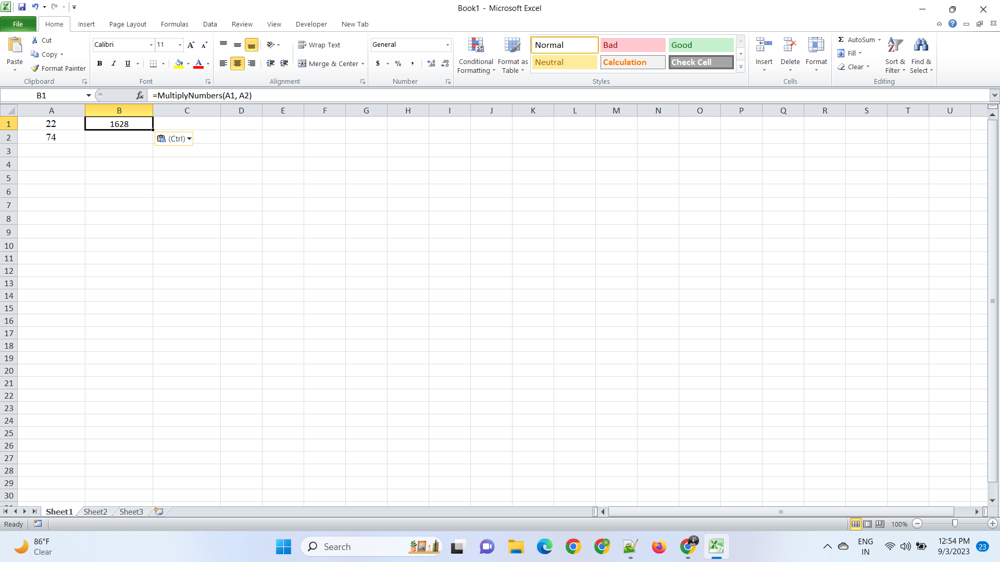 Book1 - Microsoft Excel
File Home Insert Page Layout Formulas Data Review View Developer New Tab
Paste
Cut
Copy
Format Painter
Clipboard
Calibri 11
B I U
Font
Wrap Text
Merge & Center
Alignment
General
$ % ,
Number
Conditional Formatting
Format as Table
Normal Bad Good
Neutral Calculation Check Cell
Styles
Insert Delete Format
Cells
Σ AutoSum
Fill
Clear
Sort & Filter
Find & Select
Editing
B1 fx =MultiplyNumbers(A1, A2)
A B C D E F G H I J K L M N O P Q R S T U
1 22 1628
2 74 (Ctrl)
3
4
5
6
7
8
9
10
11
12
13
14
15
16
17
18
19
20
21
22
23
24
25
26
27
28
29
30
Sheet1 Sheet2 Sheet3
Ready 100%
86°F
Clear
Search
ENG
IN
12:54 PM
9/3/2023
23